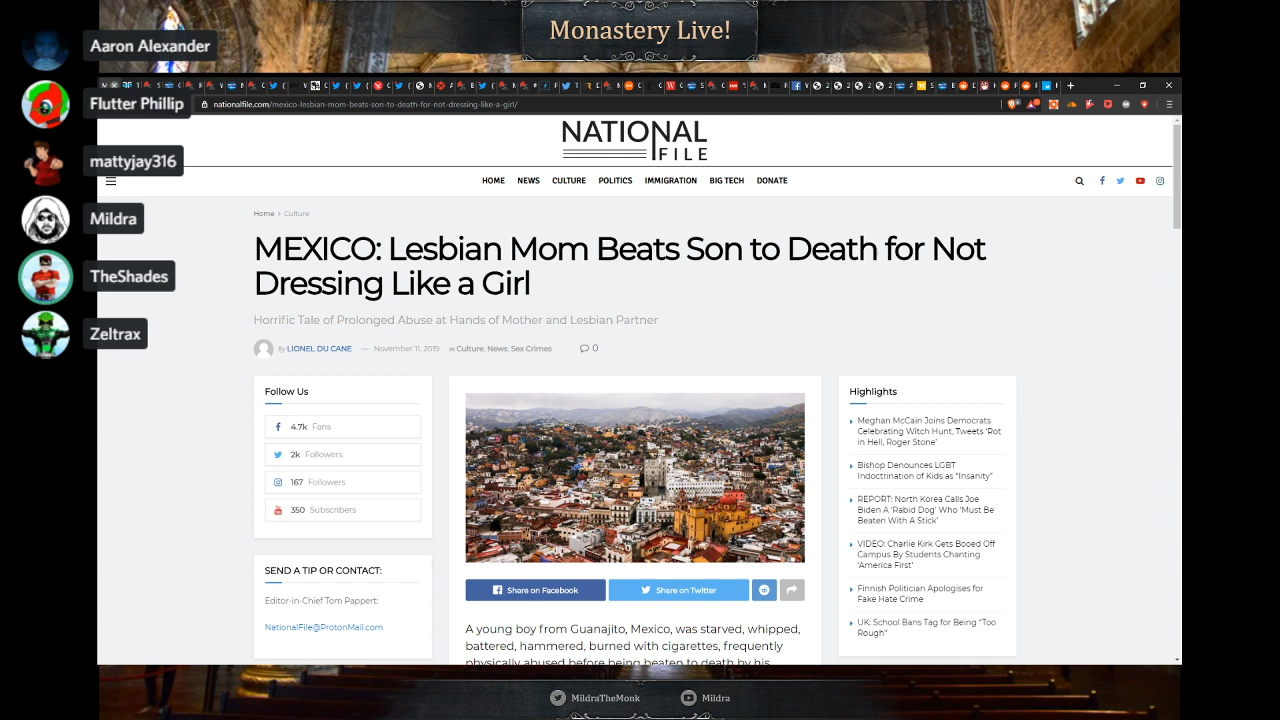 Monastery Live!
Aaron Alexander
Flutter Phillip
mattyjay316
Mildra
TheShades
Zeltrax
nationalfile.com/mexico-lesbian-mom-beats-son-to-death-for-not-dressing-like-a-girl/
NATIONAL
FILE
HOME NEWS CULTURE POLITICS IMMIGRATION BIG TECH DONATE
Home > Culture
MEXICO: Lesbian Mom Beats Son to Death for Not
Dressing Like a Girl
Horrific Tale of Prolonged Abuse at Hands of Mother and Lesbian Partner
by LIONEL DU CANE — November 11, 2019 in Culture, News, Sex Crimes 0
Follow Us
4.7k Fans
2k Followers
167 Followers
350 Subscribers
SEND A TIP OR CONTACT:
Editor-in-Chief Tom Pappert:
NationalFile@ProtonMail.com
Share on Facebook
Share on Twitter
A young boy from Guanajito, Mexico, was starved, whipped,
battered, hammered, burned with cigarettes, frequently
physically abused before being beaten to death by his
Highlights
Meghan McCain Joins Democrats
Celebrating Witch Hunt, Tweets 'Rot
in Hell, Roger Stone'
Bishop Denounces LGBT
Indoctrination of Kids as “Insanity”
REPORT: North Korea Calls Joe
Biden A 'Rabid Dog' Who 'Must Be
Beaten With A Stick'
VIDEO: Charlie Kirk Gets Booed Off
Campus By Students Chanting
'America First'
Finnish Politician Apologises for
Fake Hate Crime
UK: School Bans Tag for Being “Too
Rough”
MildraTheMonk
Mildra